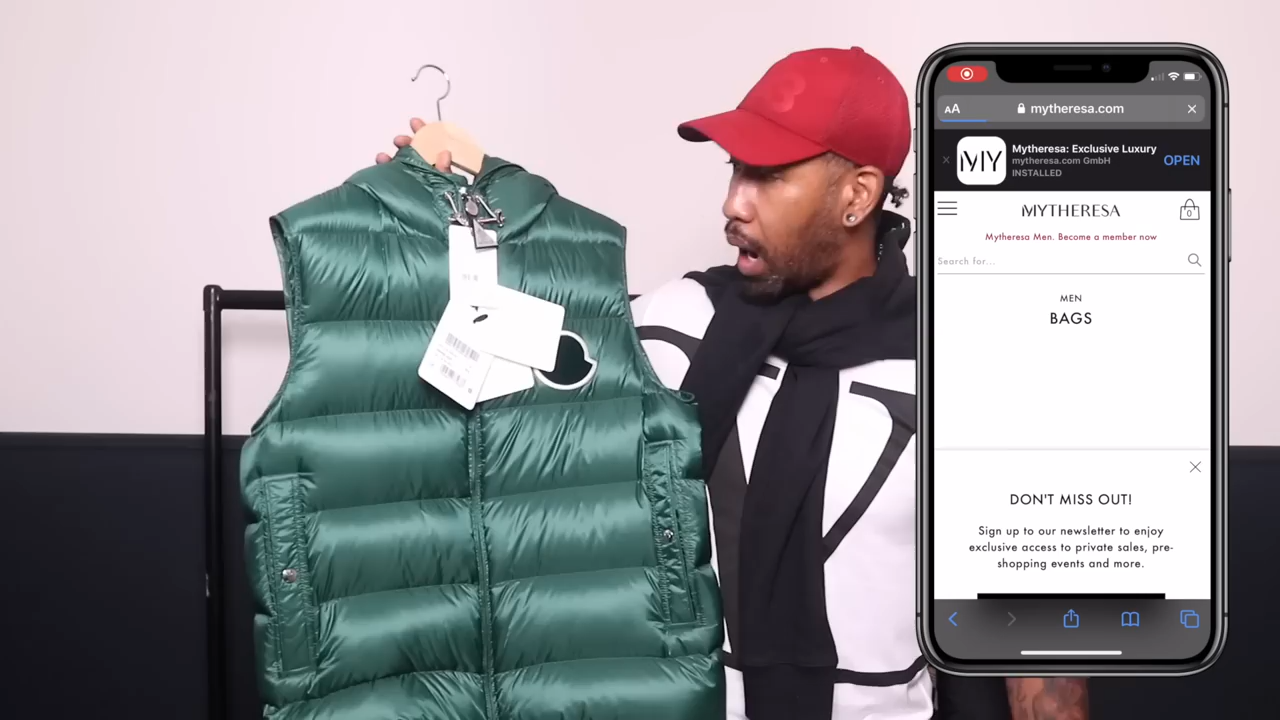 AA
mytheresa.com
MY
Mytheresa: Exclusive Luxury
mytheresa.com GmbH
INSTALLED
OPEN
MYTHERESA
0
Mytheresa Men. Become a member now
Search for...
MEN
BAGS
DON'T MISS OUT!
Sign up to our newsletter to enjoy
exclusive access to private sales, pre-
shopping events and more.